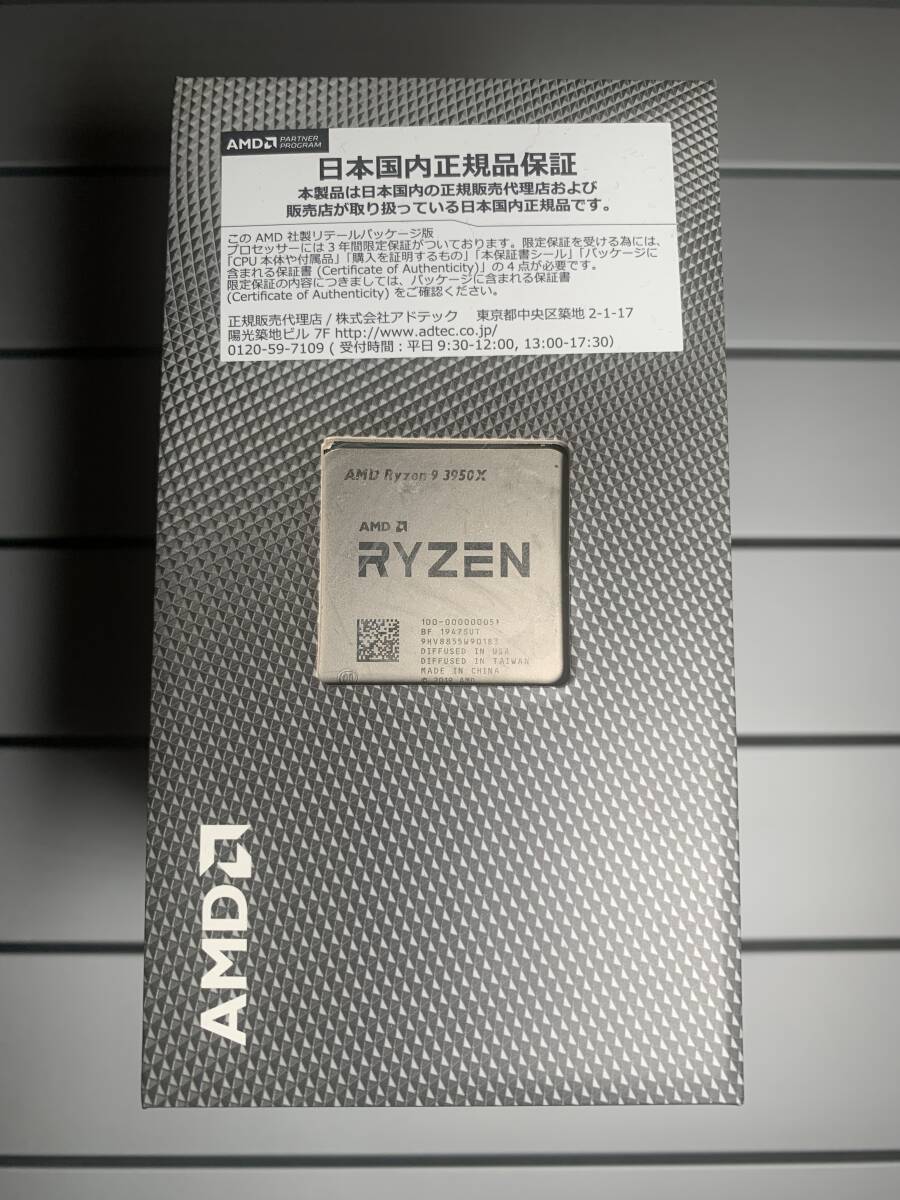 AMD PARTNER PROGRAM
日本国内正規品保証
本製品は日本国内の正規販売代理店および
販売店が取り扱っている日本国内正規品です。
この AMD 社製リテールパッケージ版
プロセッサーには 3 年間限定保証がついております。限定保証を受ける為には、
「CPU 本体や付属品」「購入を証明するもの」「本保証書シール」「パッケージに
含まれる保証書 (Certificate of Authenticity)」の 4 点が必要です。
限定保証の内容につきましては、パッケージに含まれる保証書
(Certificate of Authenticity) をご確認ください。
正規販売代理店 / 株式会社アドテック 東京都中央区築地 2-1-17
陽光築地ビル 7F http://www.adtec.co.jp/
0120-59-7109 ( 受付時間 : 平日 9:30-12:00, 13:00-17:30)
AMD Ryzen 9 3950X
AMD
RYZEN
100-000000051
BF 1947SUT
9HV8855W90183
DIFFUSED IN USA
DIFFUSED IN TAIWAN
MADE IN CHINA
© 2019 AMD
AMD